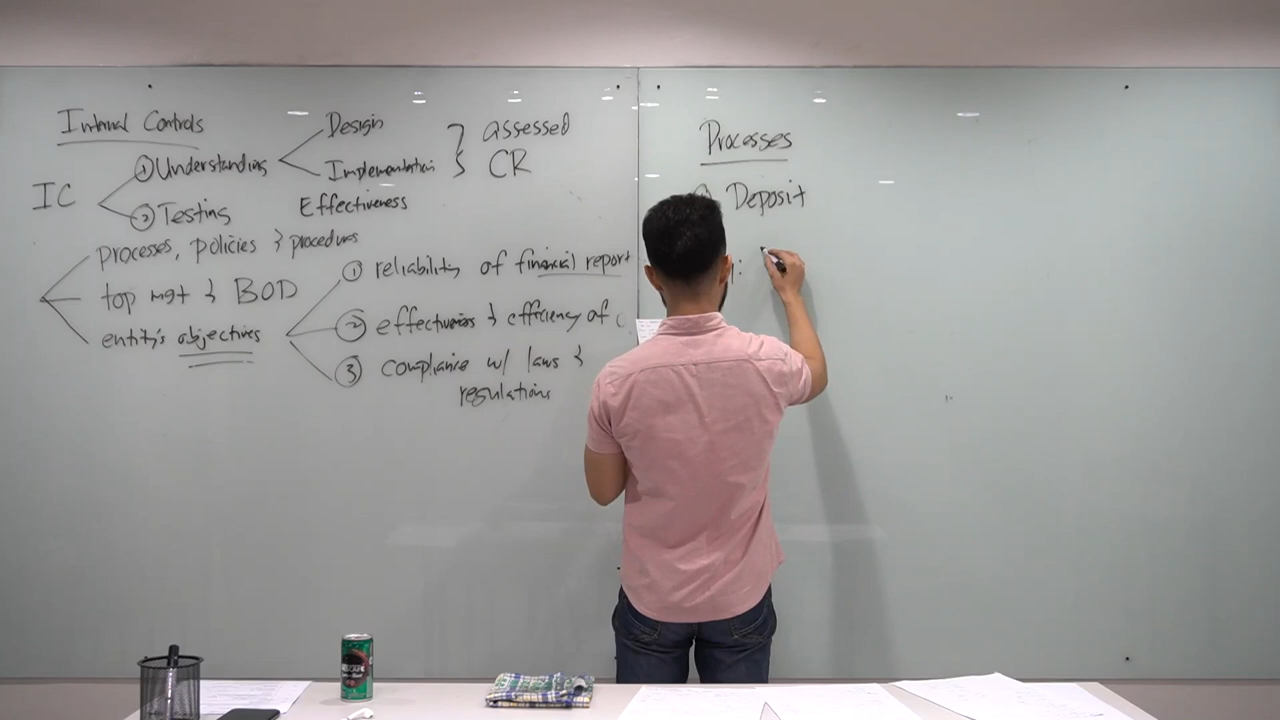 Internal Controls
IC
① Understanding
Design
Implementation
assessed
CR
② Testing
Effectiveness
processes, policies & procedures
top mgt & BOD
entity's objectives
① reliability of financial report
② effectiveness & efficiency of
③ compliance w/ laws &
regulations
Processes
Deposit